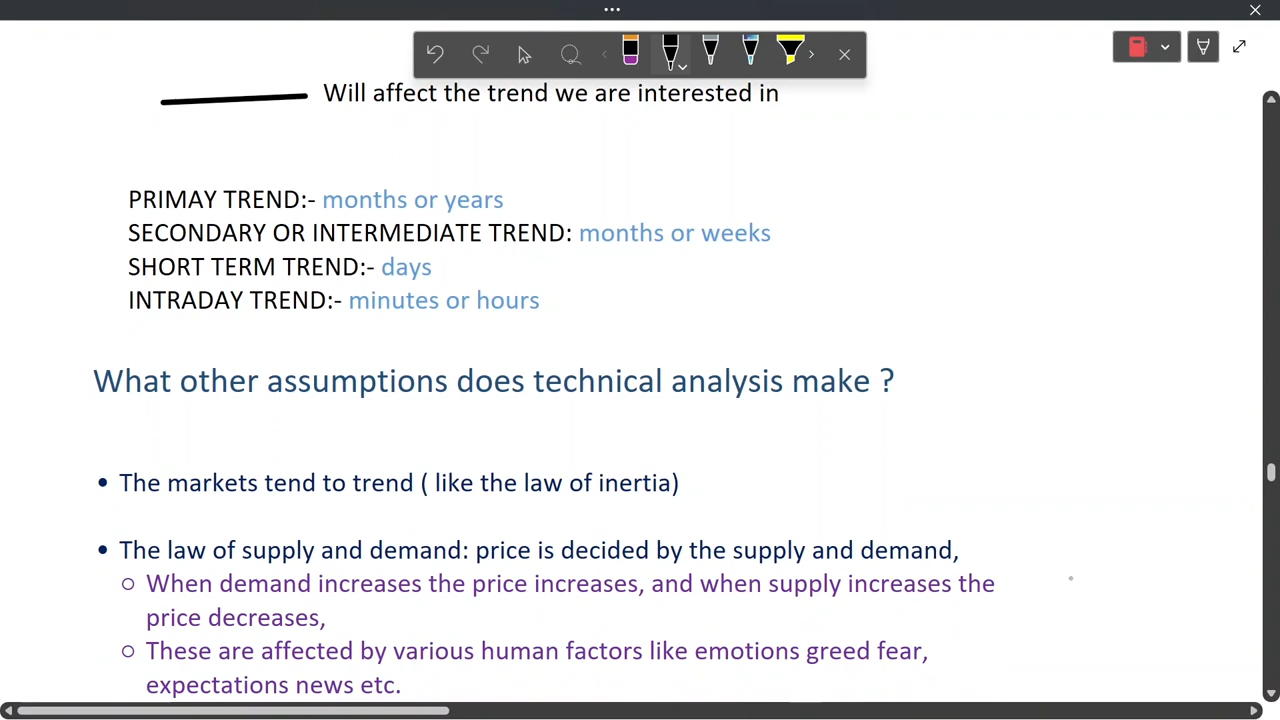 Will affect the trend we are interested in
PRIMAY TREND:- months or years
SECONDARY OR INTERMEDIATE TREND: months or weeks
SHORT TERM TREND:- days
INTRADAY TREND:- minutes or hours
What other assumptions does technical analysis make ?
• The markets tend to trend ( like the law of inertia)
• The law of supply and demand: price is decided by the supply and demand,
○ When demand increases the price increases, and when supply increases the
price decreases,
○ These are affected by various human factors like emotions greed fear,
expectations news etc.